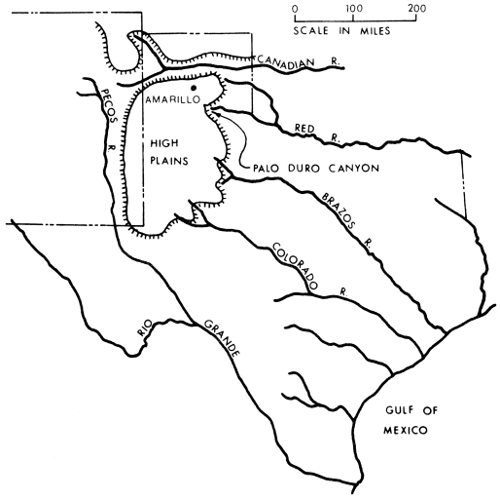 0 100 200
SCALE IN MILES
CANADIAN R.
PECOS R.
AMARILLO
HIGH
PLAINS
RED R.
PALO DURO CANYON
BRAZOS R.
COLORADO R.
RIO GRANDE
GULF OF
MEXICO